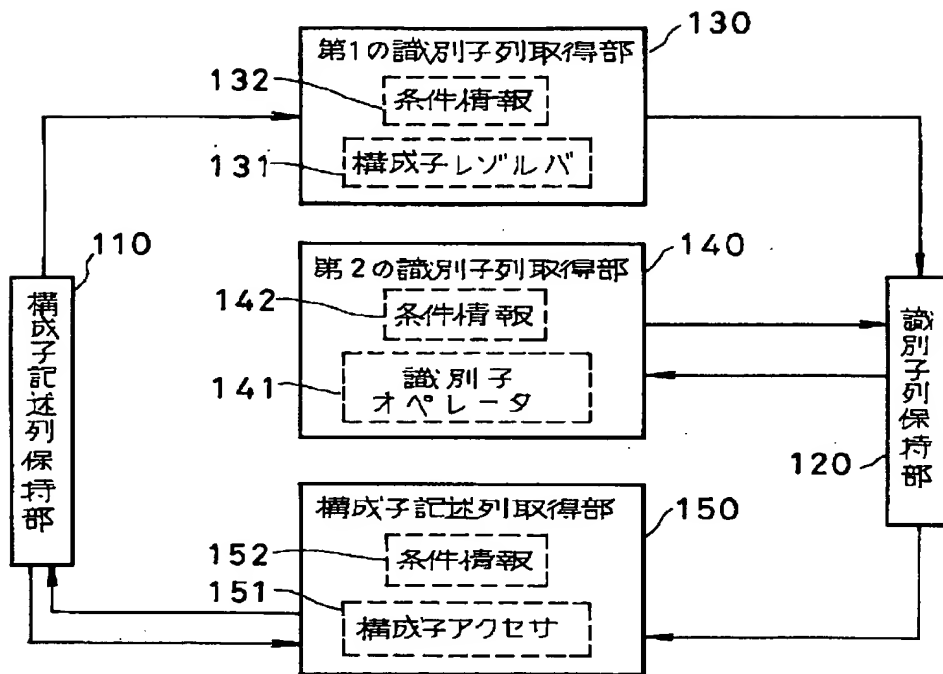 130
第1の識別子列取得部
132
条件情報
131
構成子レゾルバ
110
構成子記述列保持部
140
第2の識別子列取得部
142
条件情報
141
識別子
オペレータ
識別子列保持部
120
150
構成子記述列取得部
152
条件情報
151
構成子アクセサ